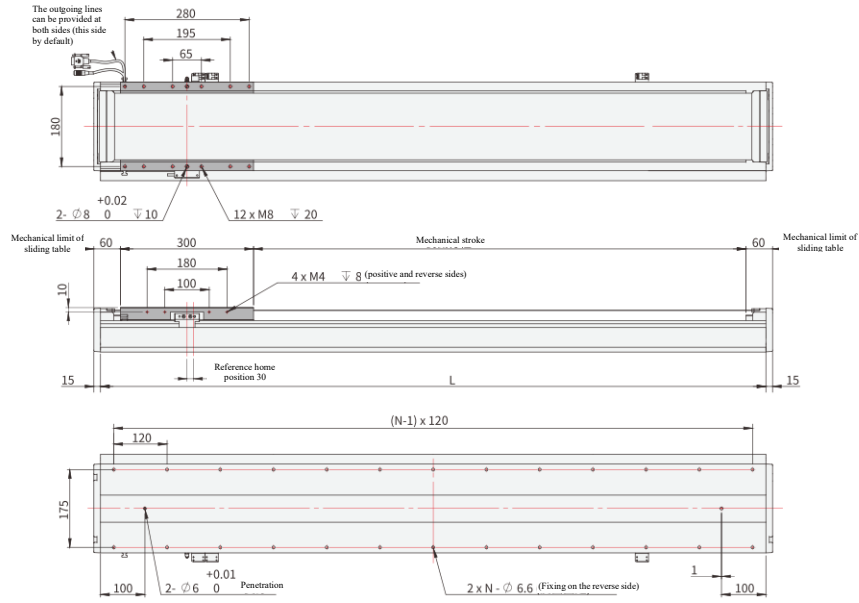 The outgoing lines
can be provided at
both sides (this side
by default)
280
195
65
180
+0.02
2- ∅8 0 ↧10
12 x M8 ↧ 20
Mechanical limit of
sliding table
60
300
Mechanical stroke
60
Mechanical limit of
sliding table
180
100
4 x M4 ↧ 8 (positive and reverse sides)
10
Reference home
position 30
15
L
15
(N-1) x 120
120
175
+0.01
100
2- ∅6 0 Penetration
2 x N - ∅ 6.6 (Fixing on the reverse side)
1
100